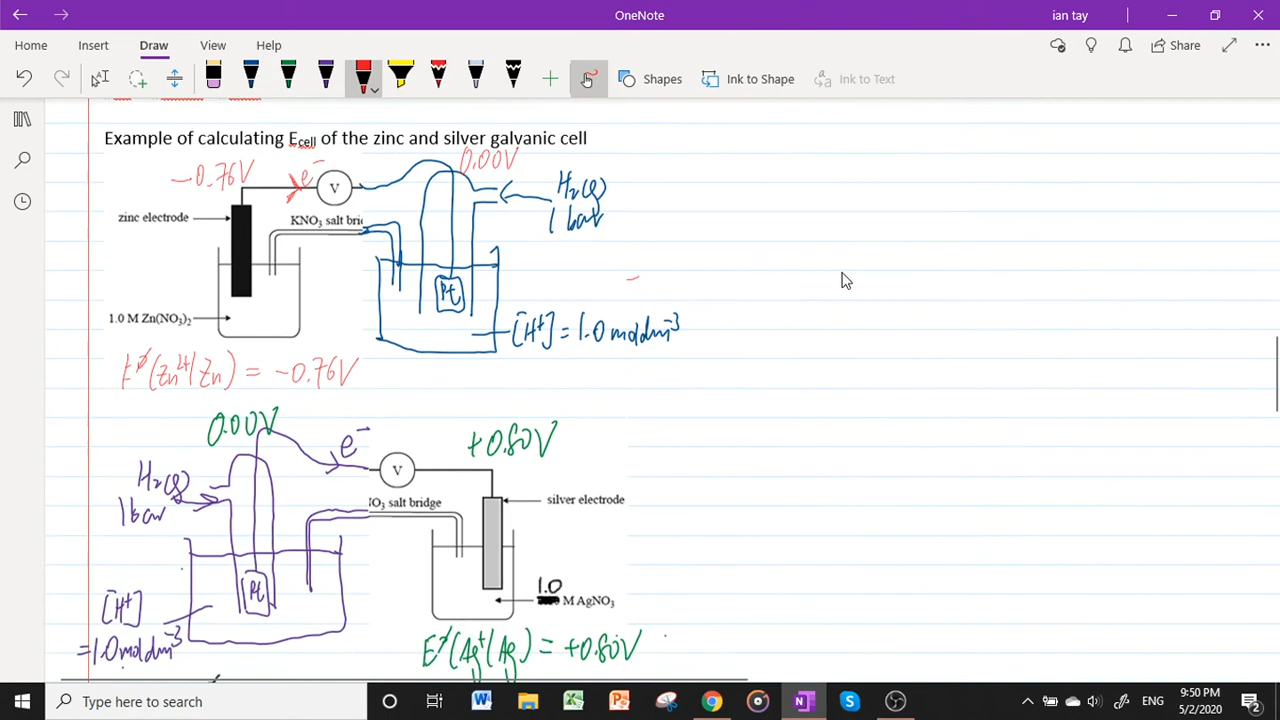 OneNote
ian tay
Home Insert Draw View Help
Share
Shapes
Ink to Shape
Ink to Text
Example of calculating Ecell of the zinc and silver galvanic cell
-0.76V
e⁻
V
0.00V
H₂(g)
1 bar
zinc electrode
KNO₃ salt bri
Pt
1.0 M Zn(NO₃)₂
[H⁺] = 1.0 moldm⁻³
E°(Zn²⁺/Zn) = -0.76V
0.00V
e⁻
+0.80V
H₂(g)
1 bar
V
O₃ salt bridge
silver electrode
Pt
1.0
M AgNO₃
[H⁺]
=1.0moldm⁻³
E°(Ag⁺/Ag) = +0.80V
Type here to search
ENG
9:50 PM
5/2/2020
2